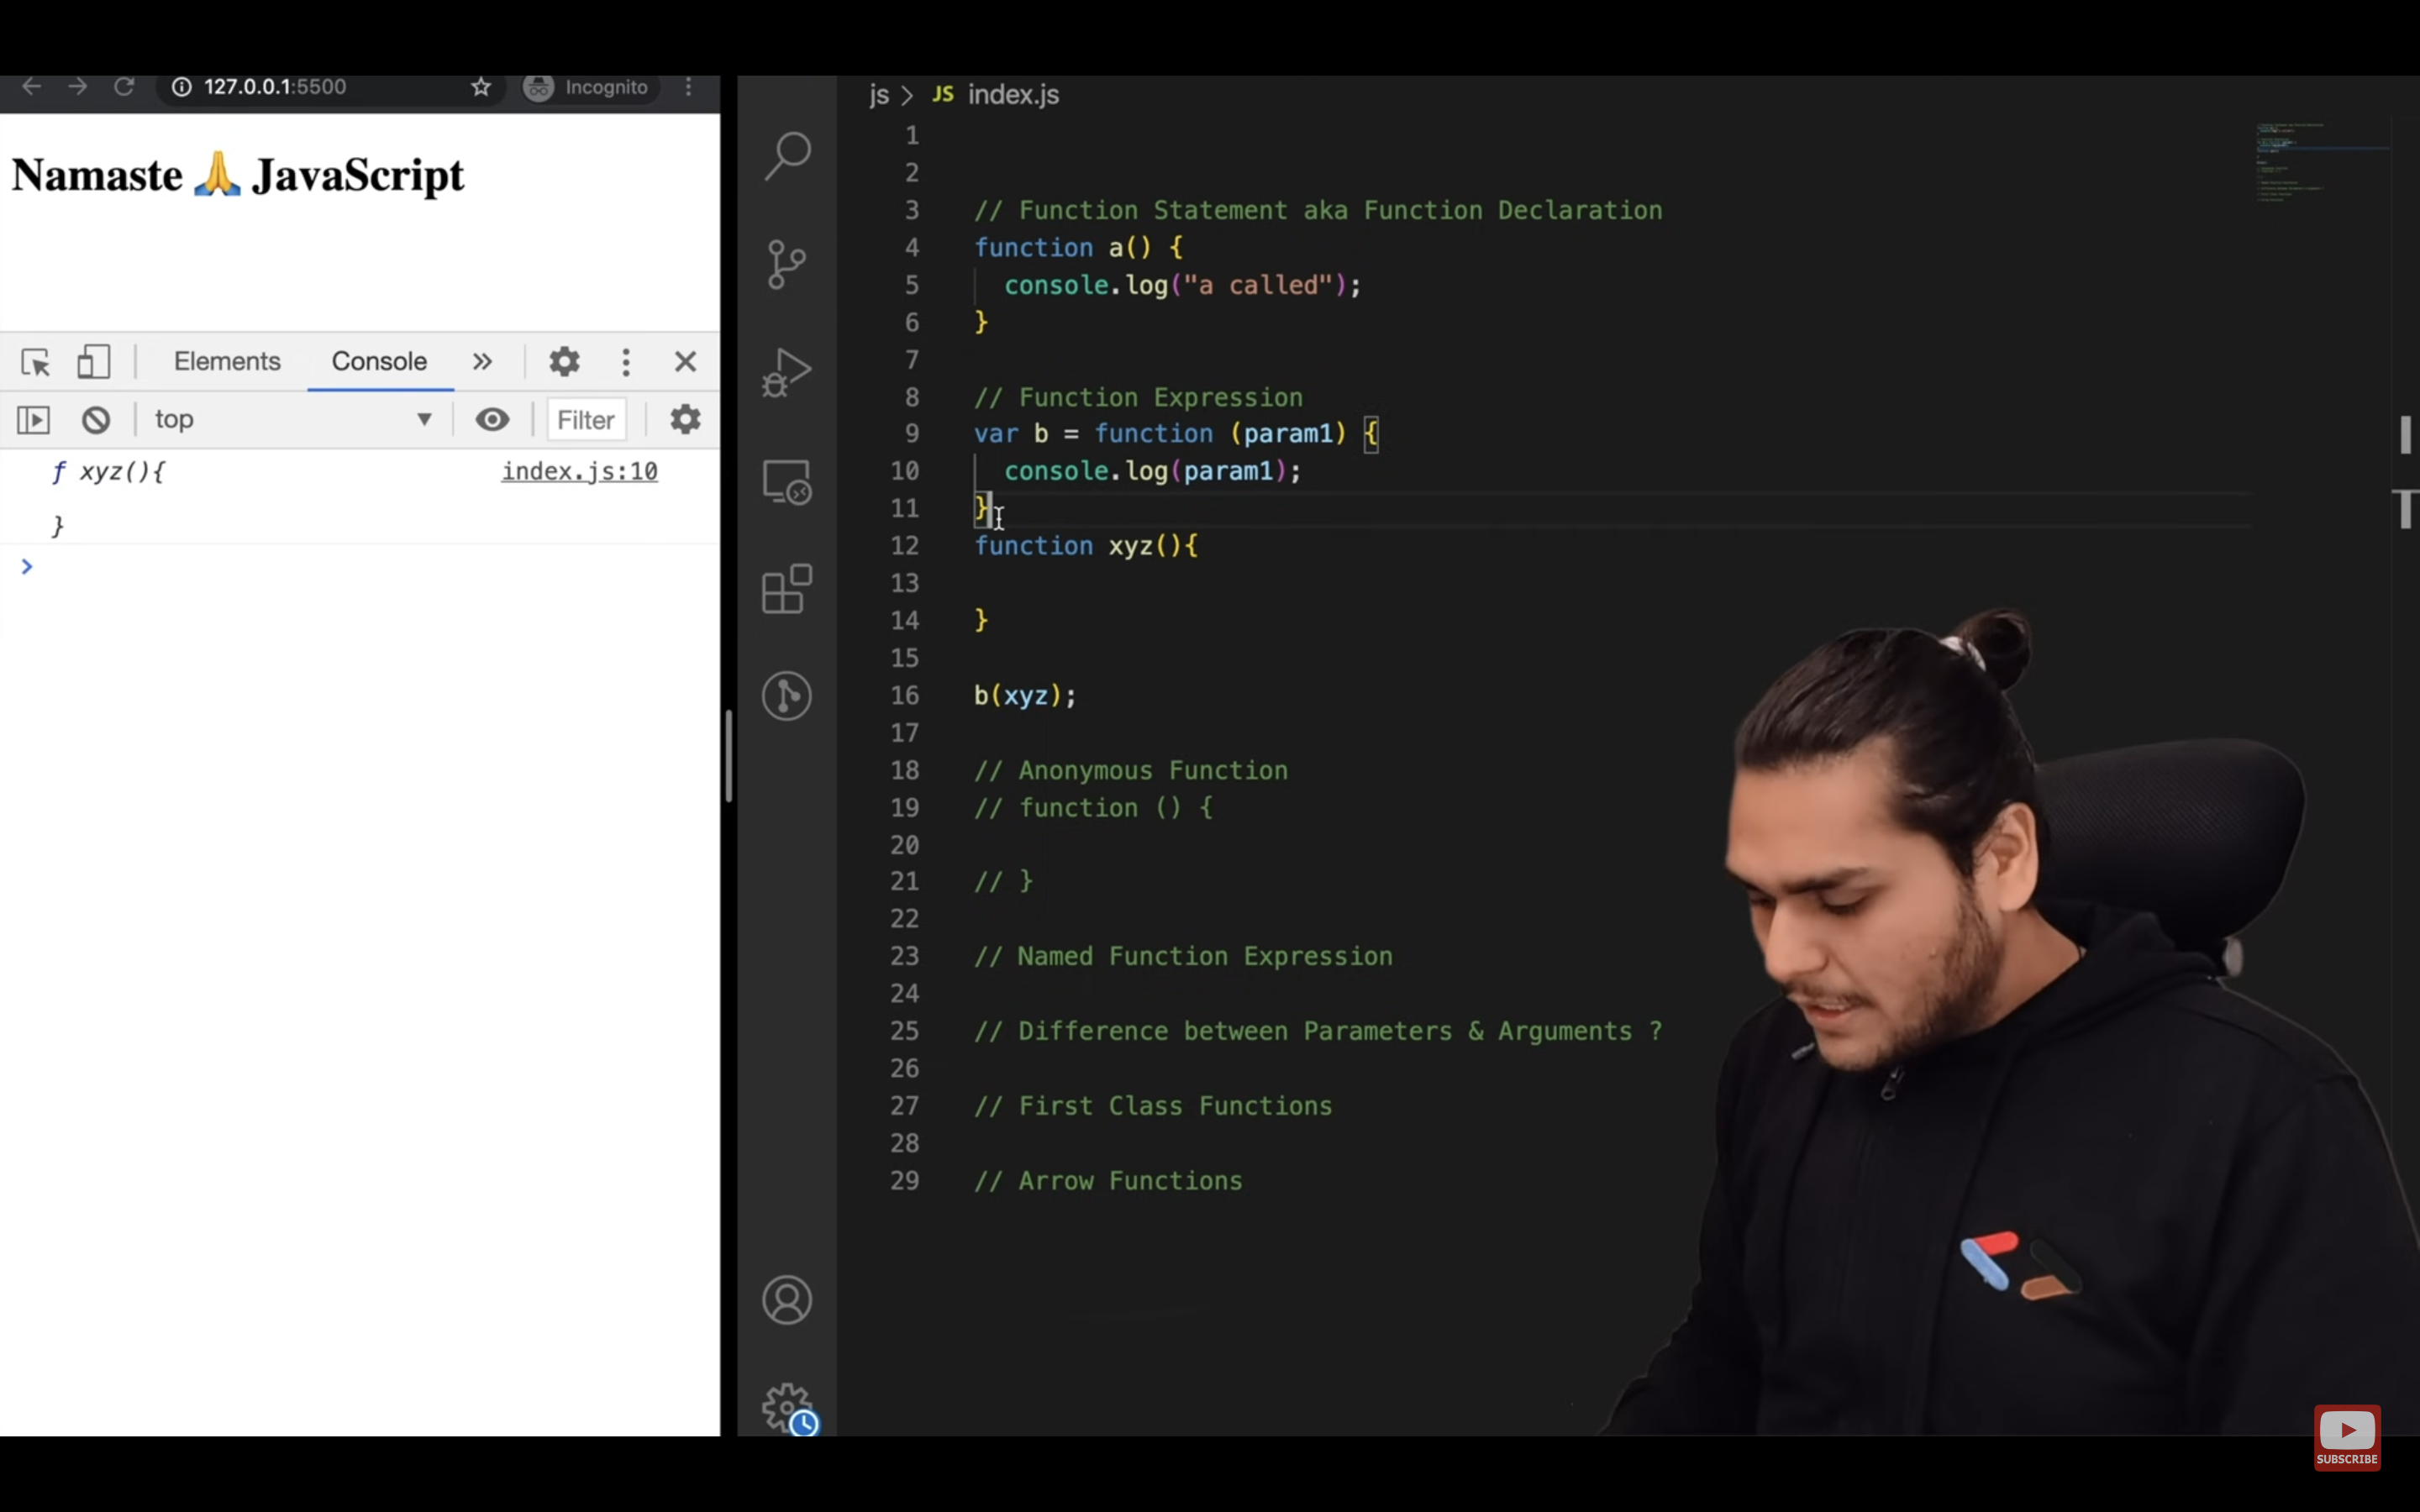 127.0.0.1:5500
Incognito
Namaste 🙏 JavaScript
Elements
Console
top
Filter
f xyz(){
index.js:10
}
js > JS index.js
1
2
3 // Function Statement aka Function Declaration
4 function a() {
5 console.log("a called");
6 }
7
8 // Function Expression
9 var b = function (param1) {
10 console.log(param1);
11 }
12 function xyz(){
13
14 }
15
16 b(xyz);
17
18 // Anonymous Function
19 // function () {
20
21 // }
22
23 // Named Function Expression
24
25 // Difference between Parameters & Arguments ?
26
27 // First Class Functions
28
29 // Arrow Functions
SUBSCRIBE